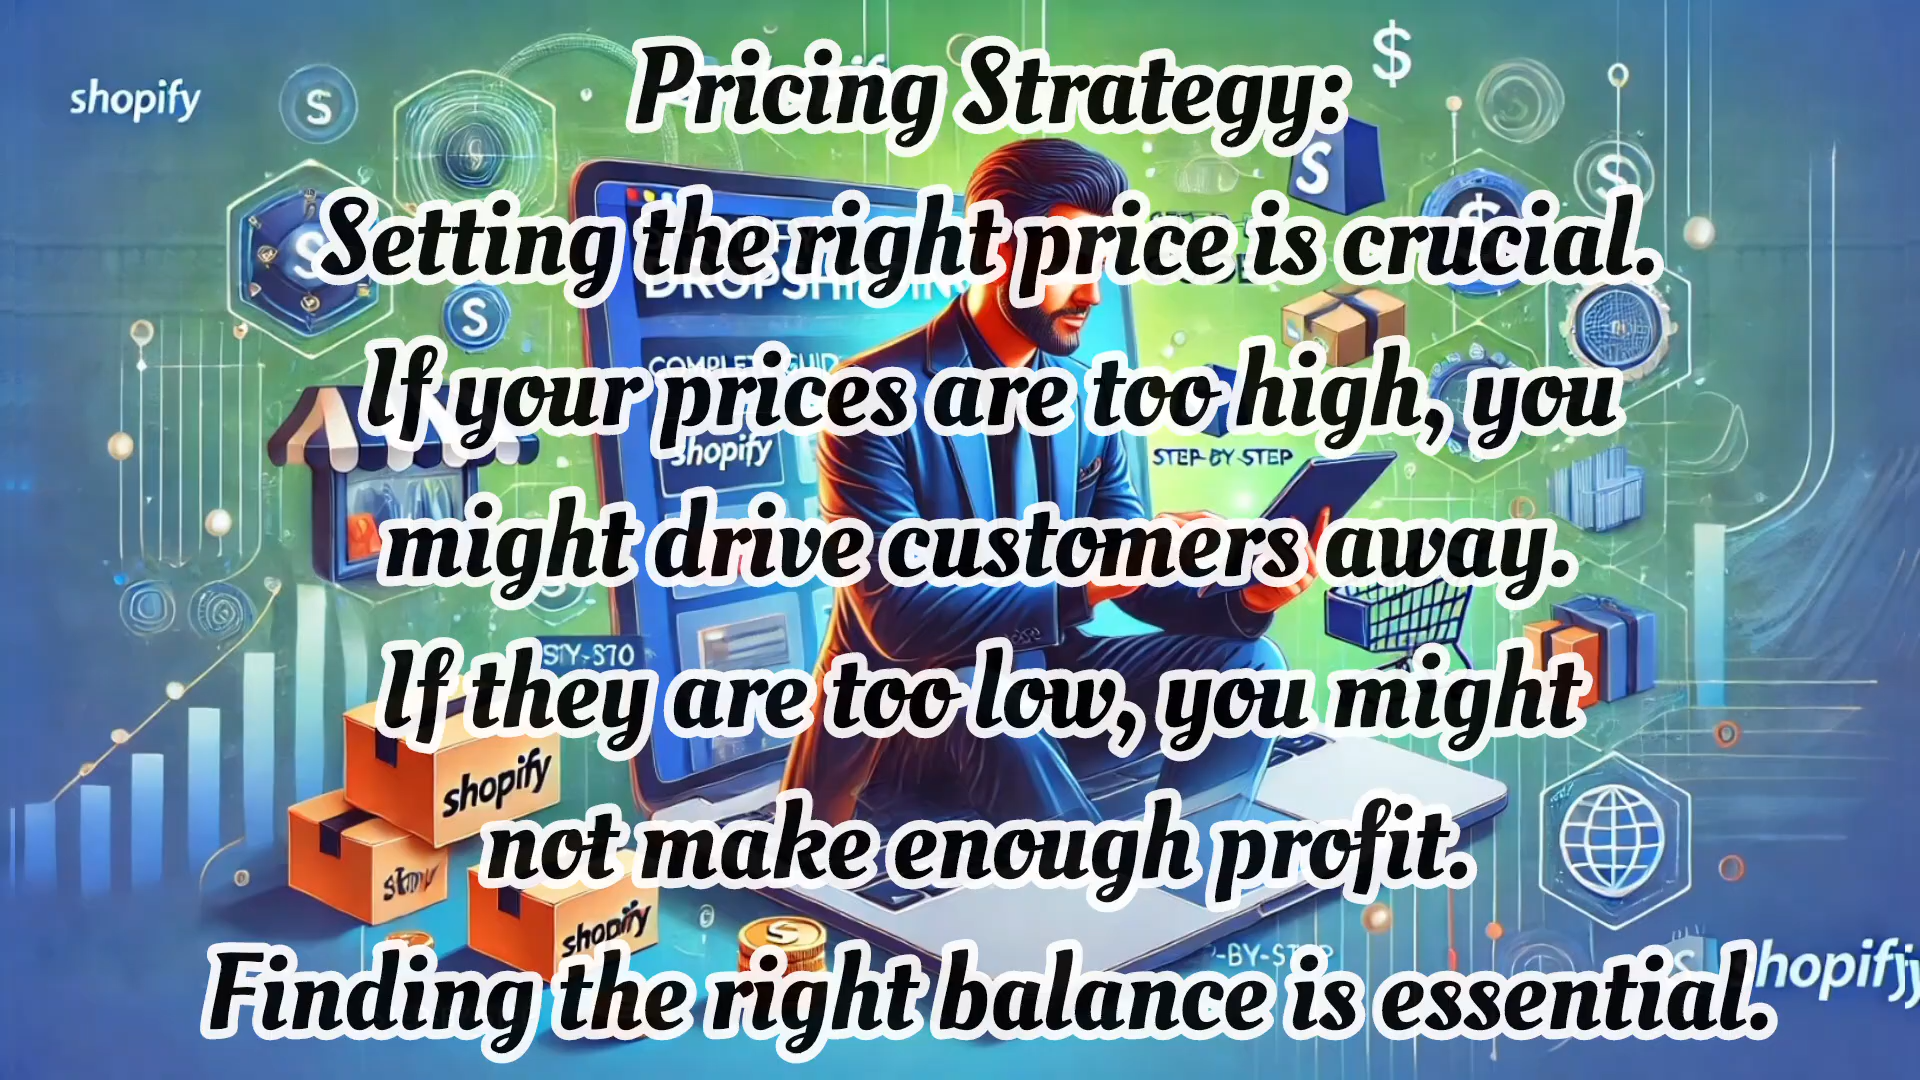 Pricing Strategy:
shopify
Setting the right price is crucial.
If your prices are too high, you
shopify
STEP-BY-STEP
might drive customers away.
If they are too low, you might
shopify
not make enough profit.
Finding the right balance is essential.